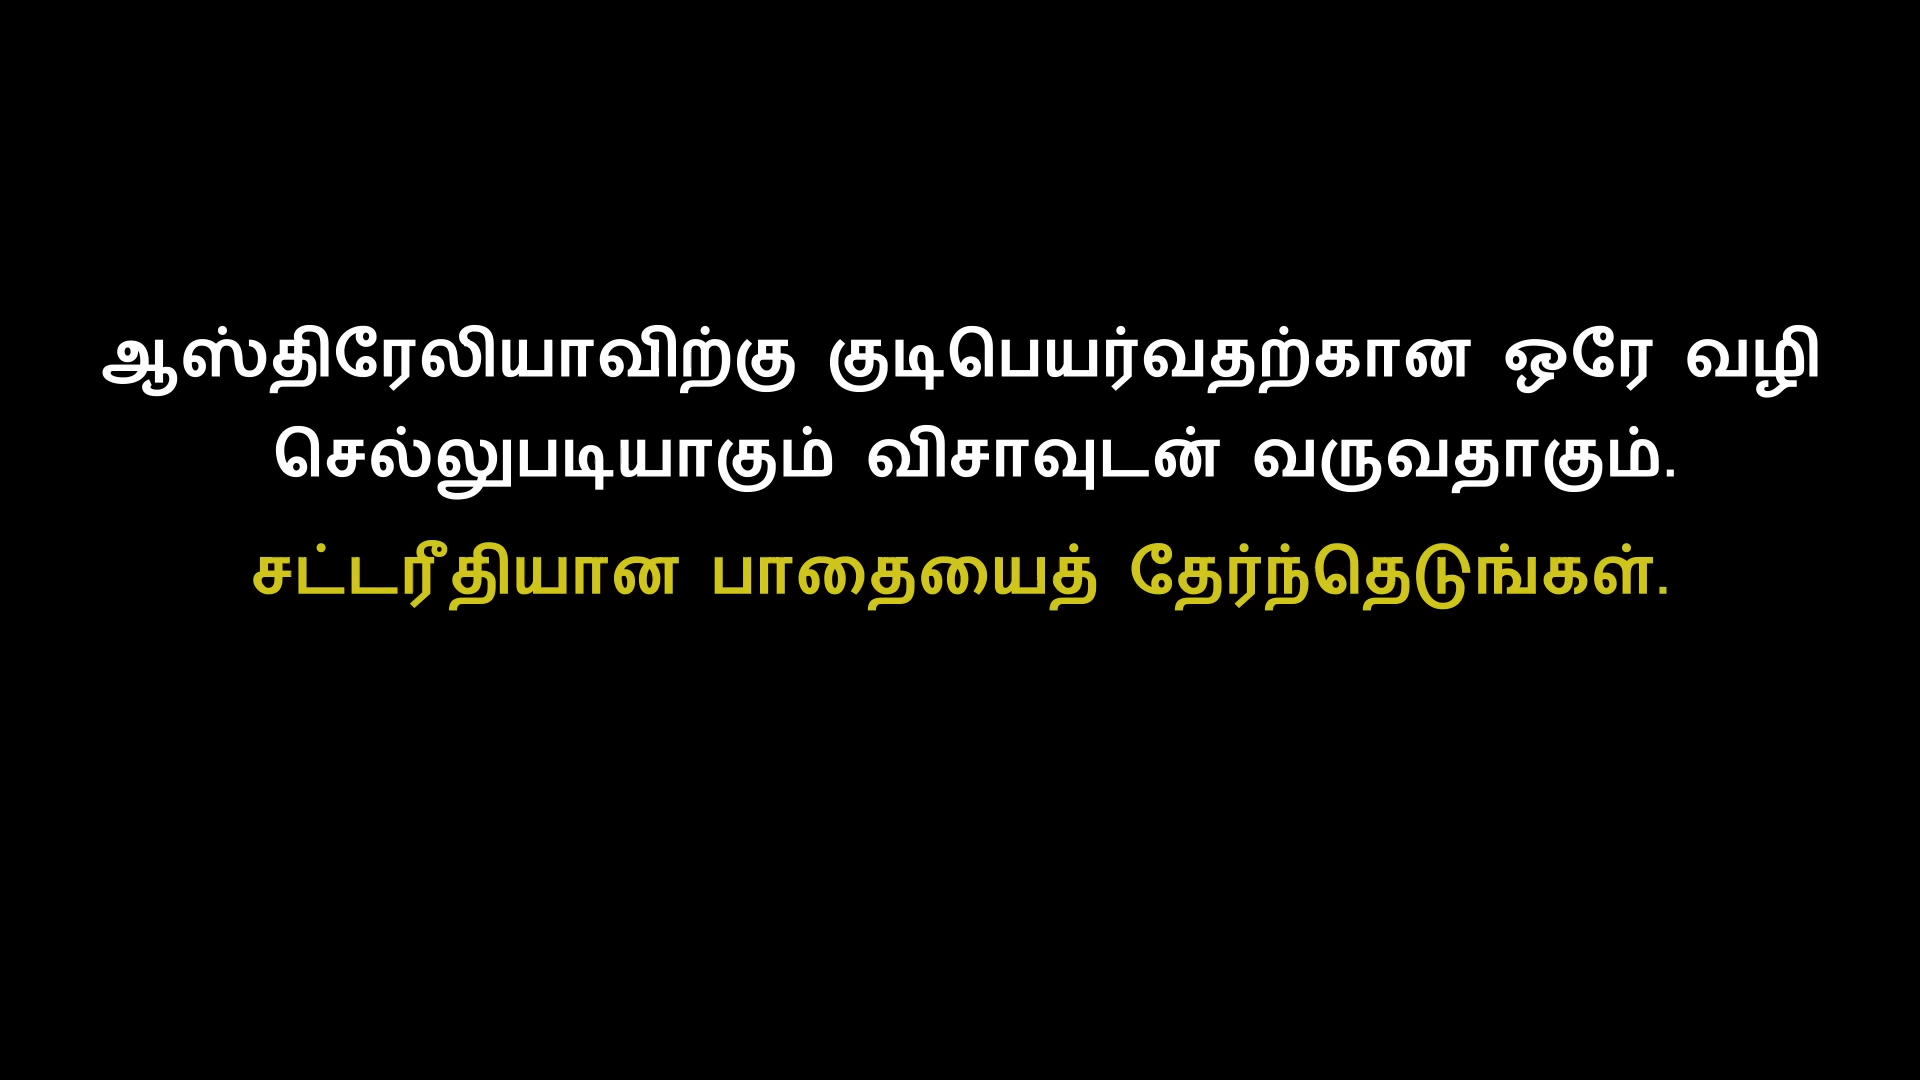 ஆஸ்திரேலியாவிற்கு குடிபெயர்வதற்கான ஒரே வழி
செல்லுபடியாகும் விசாவுடன் வருவதாகும்.
சட்டரீதியான பாதையைத் தேர்ந்தெடுங்கள்.